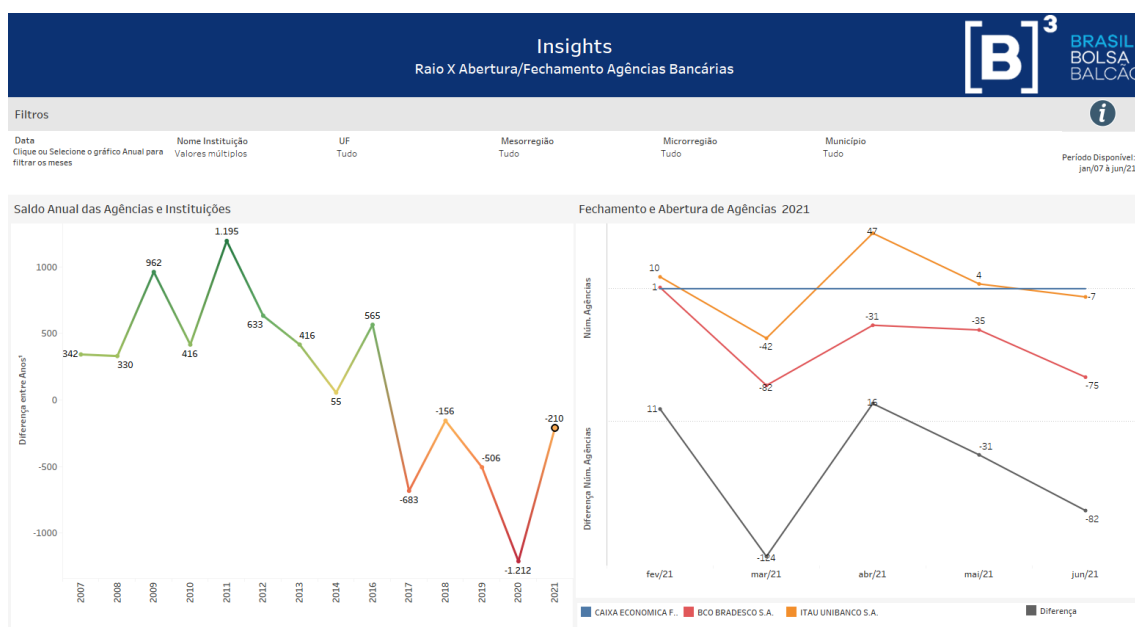 Insights
Raio X Abertura/Fechamento Agências Bancárias
[B]³
BRASIL
BOLSA
BALCÃO
Filtros
i
Data
Clique ou Selecione o gráfico Anual para
filtrar os meses
Nome Instituição
Valores múltiplos
UF
Tudo
Mesorregião
Tudo
Microrregião
Tudo
Município
Tudo
Período Disponível:
jan/07 à jun/21
Saldo Anual das Agências e Instituições
Diferença entre Anos¹
1000
500
0
-500
-1000
342
330
962
416
1.195
633
416
55
565
-683
-156
-506
-1.212
-210
2007
2008
2009
2010
2011
2012
2013
2014
2016
2017
2018
2019
2020
2021
Fechamento e Abertura de Agências 2021
Núm. Agências
10
1
-42
-82
47
-31
4
-35
-7
-75
Diferença Núm. Agências
11
-124
16
-31
-82
fev/21
mar/21
abr/21
mai/21
jun/21
CAIXA ECONOMICA F..
BCO BRADESCO S.A.
ITAU UNIBANCO S.A.
Diferença